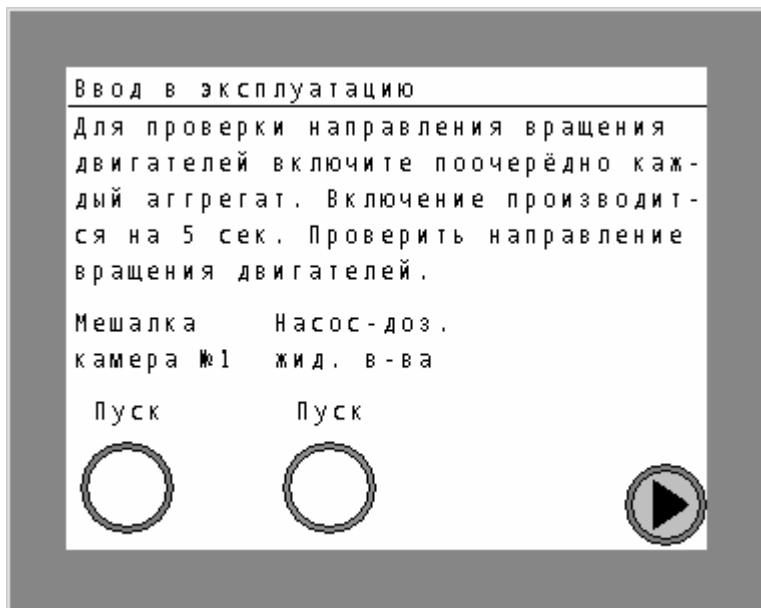 Ввод в эксплуатацию
Для проверки направления вращения
двигателей включите поочерёдно каж-
дый аггрегат. Включение производит-
ся на 5 сек. Проверить направление
вращения двигателей.
Мешалка Насос-доз.
камера №1 жид. в-ва
Пуск Пуск